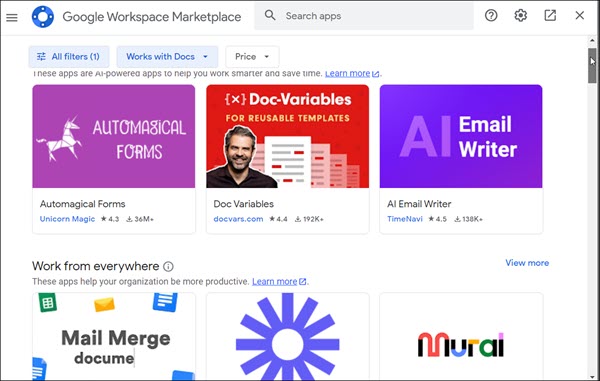 Google Workspace Marketplace
Search apps
All filters (1)
Works with Docs
Price
These apps are AI-powered apps to help you work smarter and save time. Learn more
AUTOMAGICAL
FORMS
{×} Doc-Variables
FOR REUSABLE TEMPLATES
AI Email
Writer
Automagical Forms
Unicorn Magic ★ 4.3 36M+
Doc Variables
docvars.com ★ 4.4 192K+
AI Email Writer
TimeNavi ★ 4.5 138K+
Work from everywhere
View more
These apps help your organization be more productive. Learn more
Mail Merge
docume
Mural